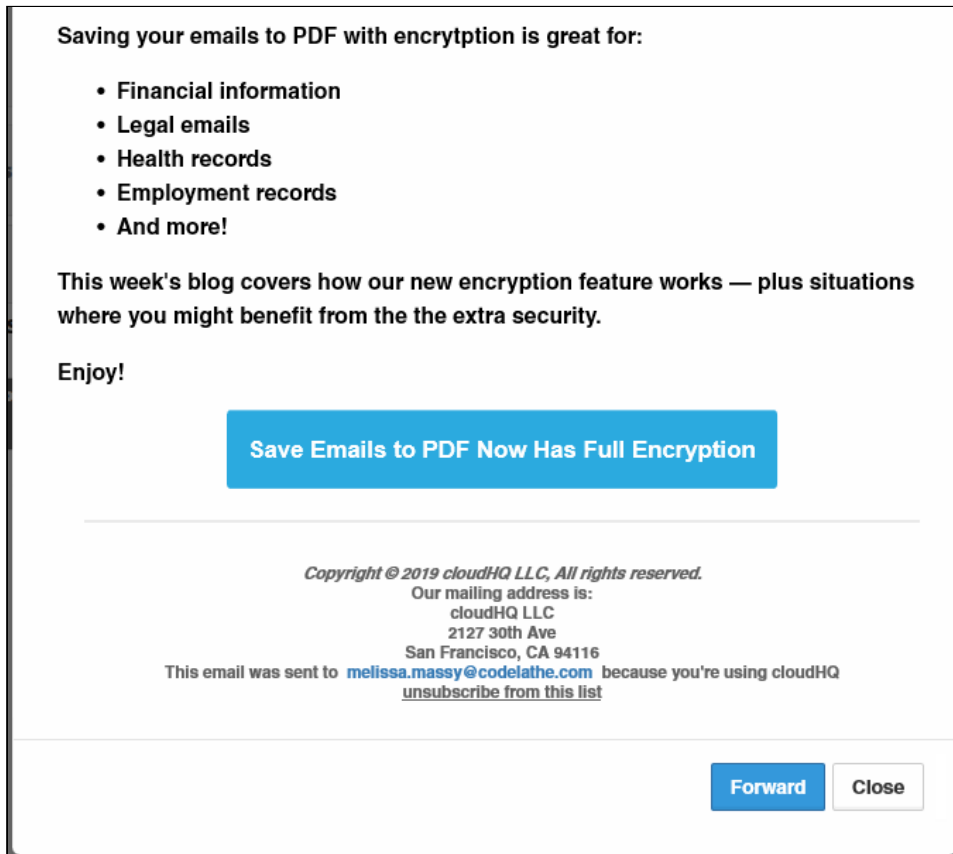 Saving your emails to PDF with encrytption is great for:
• Financial information
• Legal emails
• Health records
• Employment records
• And more!
This week's blog covers how our new encryption feature works — plus situations
where you might benefit from the the extra security.
Enjoy!
Save Emails to PDF Now Has Full Encryption
Copyright © 2019 cloudHQ LLC, All rights reserved.
Our mailing address is:
cloudHQ LLC
2127 30th Ave
San Francisco, CA 94116
This email was sent to melissa.massy@codelathe.com because you're using cloudHQ
unsubscribe from this list
Forward Close